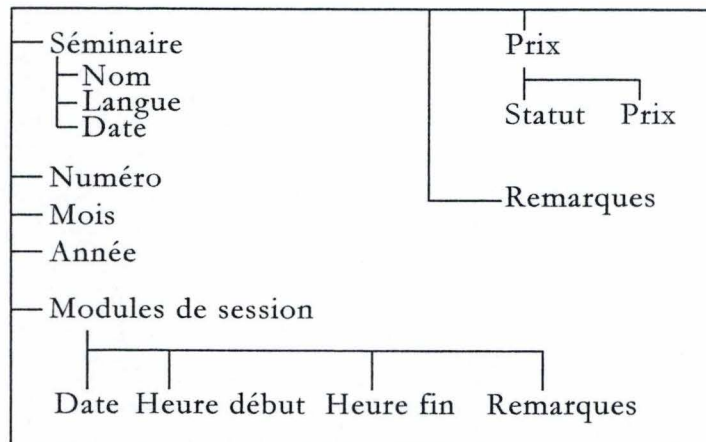 Séminaire
Nom
Langue
Date
Numéro
Mois
Année
Modules de session
Date Heure début Heure fin Remarques
Prix
Statut Prix
Remarques